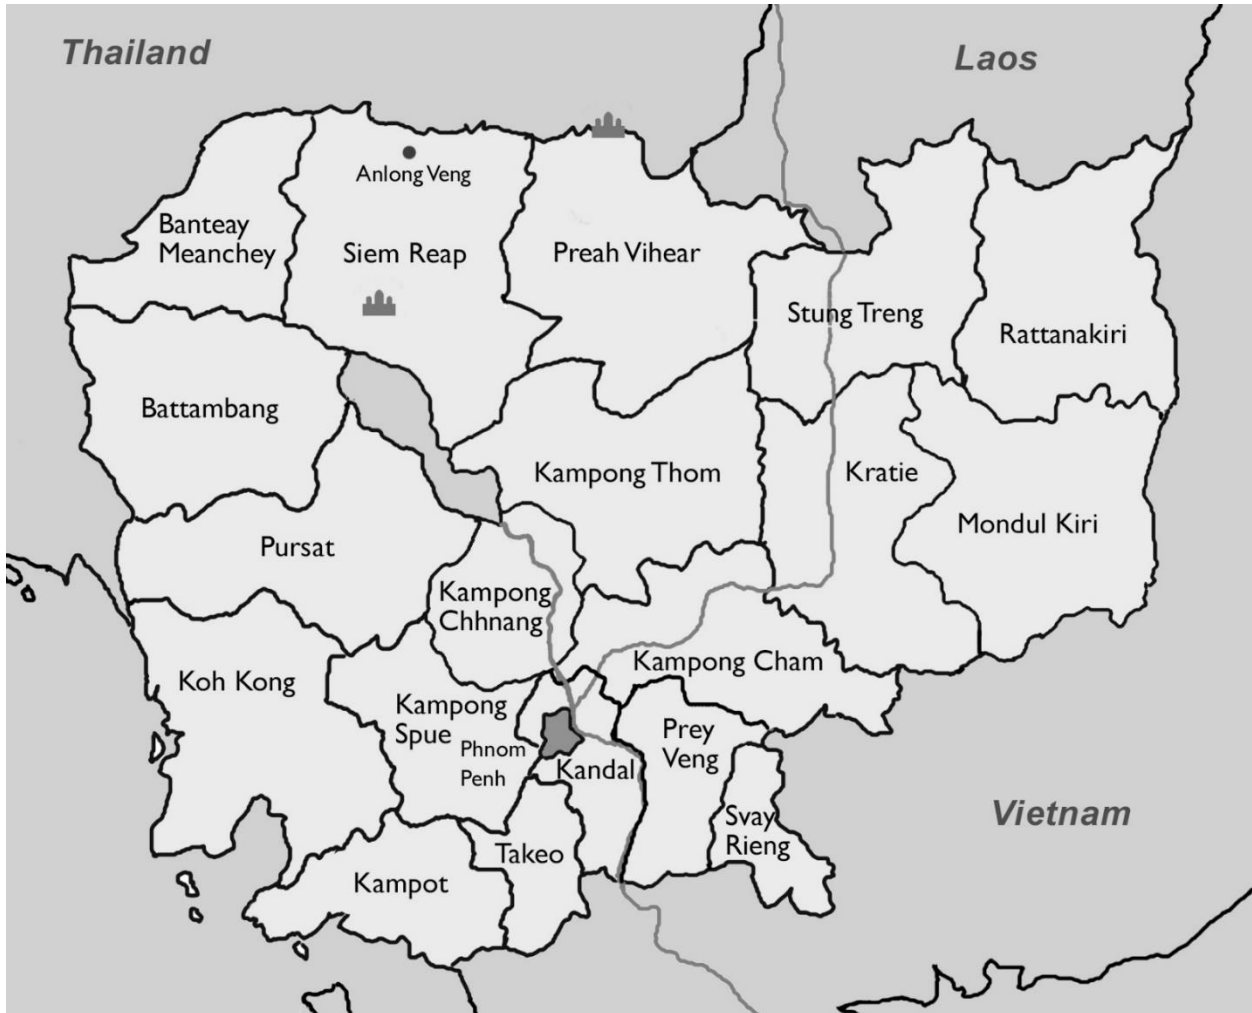 Thailand
Laos
Anlong Veng
Banteay
Meanchey
Siem Reap
Preah Vihear
Stung Treng
Rattanakiri
Battambang
Kampong Thom
Kratie
Mondul Kiri
Pursat
Kampong
Chhnang
Kampong Cham
Koh Kong
Kampong
Spue
Phnom
Penh
Kandal
Prey
Veng
Svay
Rieng
Vietnam
Takeo
Kampot